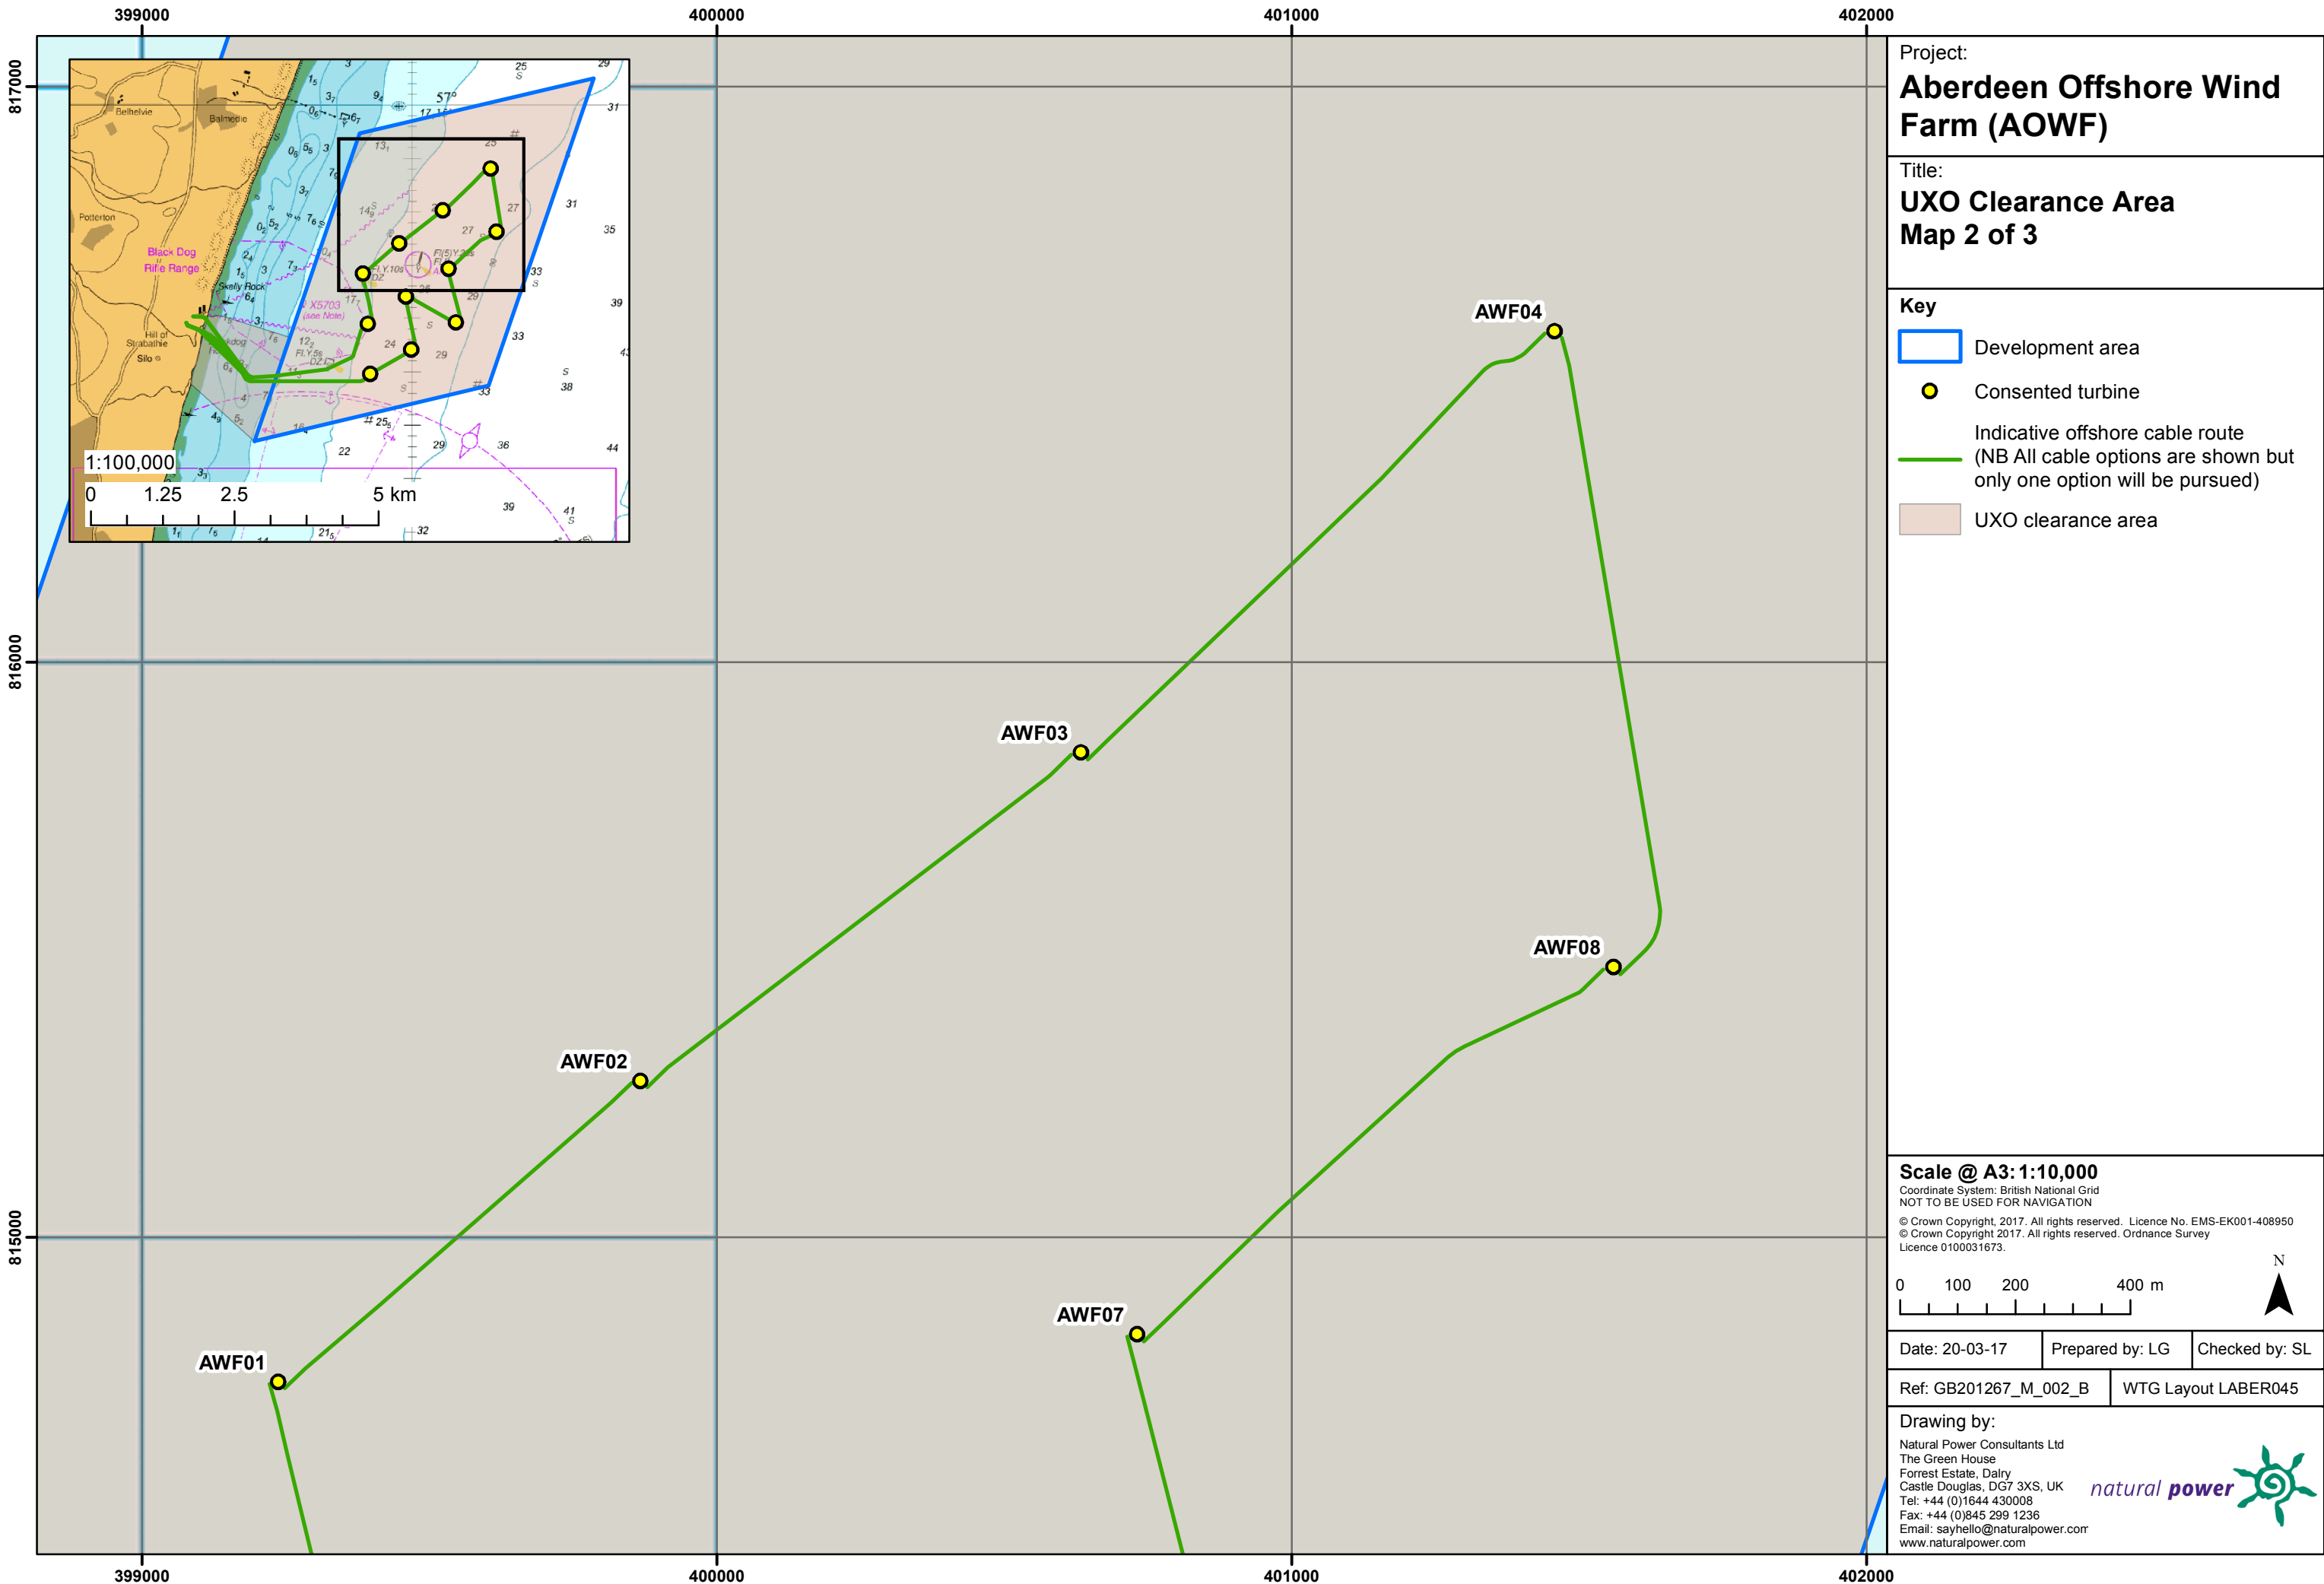 399000
400000
401000
402000
817000
816000
815000
Belhelvie
Balmedie
Potterton
Black Dog
Rifle Range
Skelly Rock
Hill of
Strabathie
Silo
X5703
(see Note)
Fl.Y.5s
57°
1:100,000
0 1.25 2.5 5 km
AWF04
AWF03
AWF08
AWF02
AWF07
AWF01
399000
400000
401000
402000
Project:
Aberdeen Offshore Wind
Farm (AOWF)
Title:
UXO Clearance Area
Map 2 of 3
Key
Development area
Consented turbine
Indicative offshore cable route
(NB All cable options are shown but
only one option will be pursued)
UXO clearance area
Scale @ A3: 1:10,000
Coordinate System: British National Grid
NOT TO BE USED FOR NAVIGATION
© Crown Copyright, 2017. All rights reserved. Licence No. EMS-EK001-408950
© Crown Copyright 2017. All rights reserved. Ordnance Survey
Licence 0100031673.
N
0 100 200 400 m
Date: 20-03-17
Prepared by: LG
Checked by: SL
Ref: GB201267_M_002_B
WTG Layout LABER045
Drawing by:
Natural Power Consultants Ltd
The Green House
Forrest Estate, Dalry
Castle Douglas, DG7 3XS, UK
Tel: +44 (0)1644 430008
Fax: +44 (0)845 299 1236
Email: sayhello@naturalpower.com
www.naturalpower.com
natural power